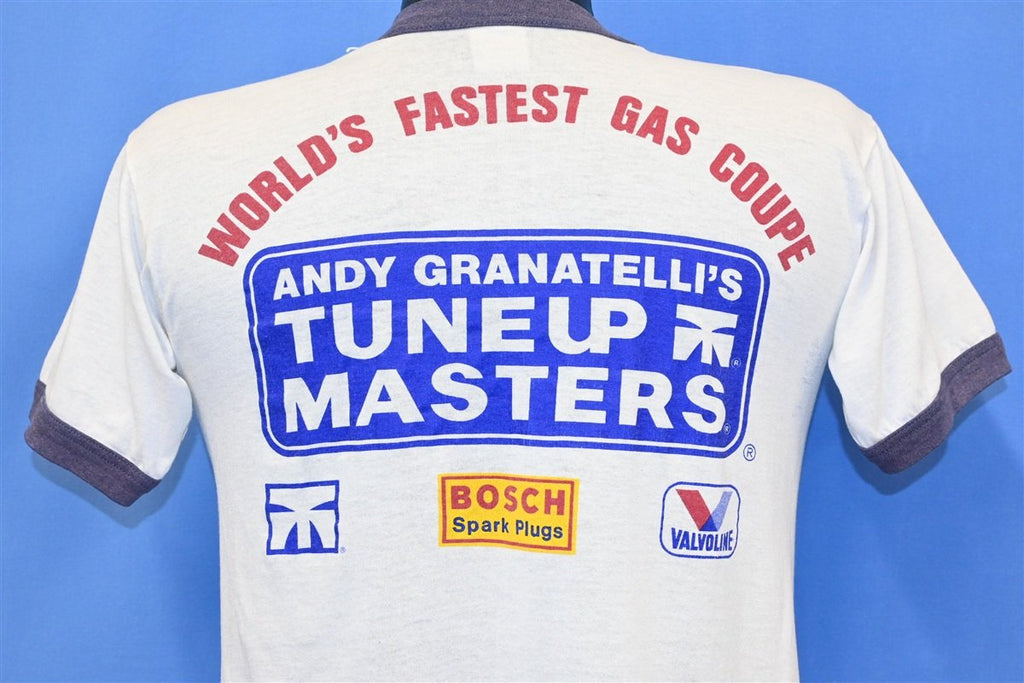 WORLD'S FASTEST GAS COUPE
ANDY GRANATELLI'S
TUNEUP
MASTERS
®
®
®
®
BOSCH
Spark Plugs
VALVOLINE